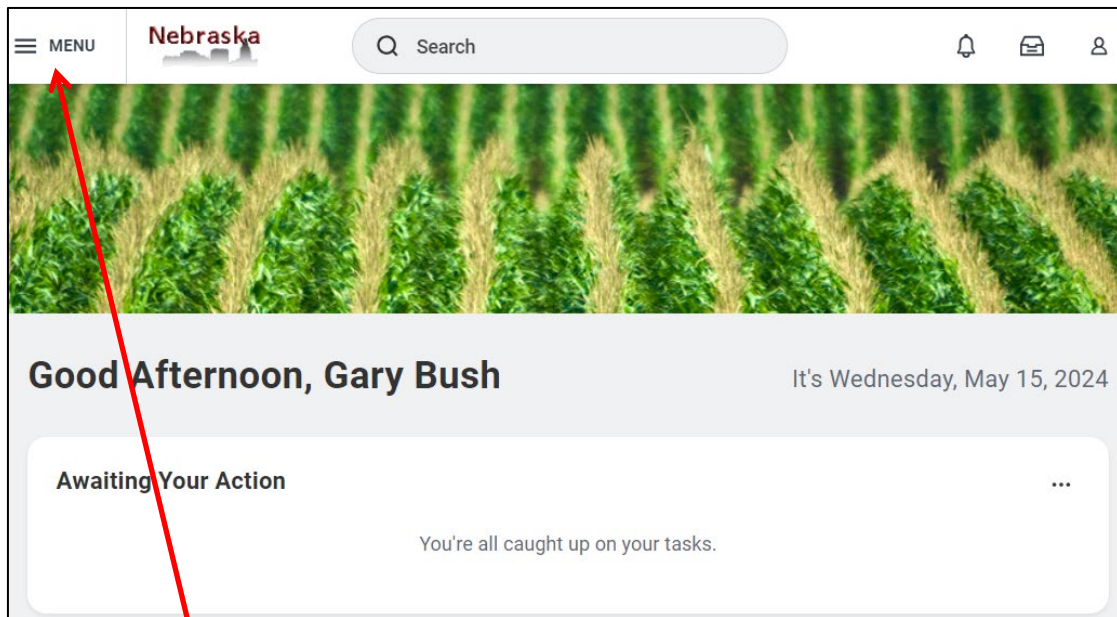 MENU
Nebraska
Search
Good Afternoon, Gary Bush
It's Wednesday, May 15, 2024
Awaiting Your Action
You're all caught up on your tasks.